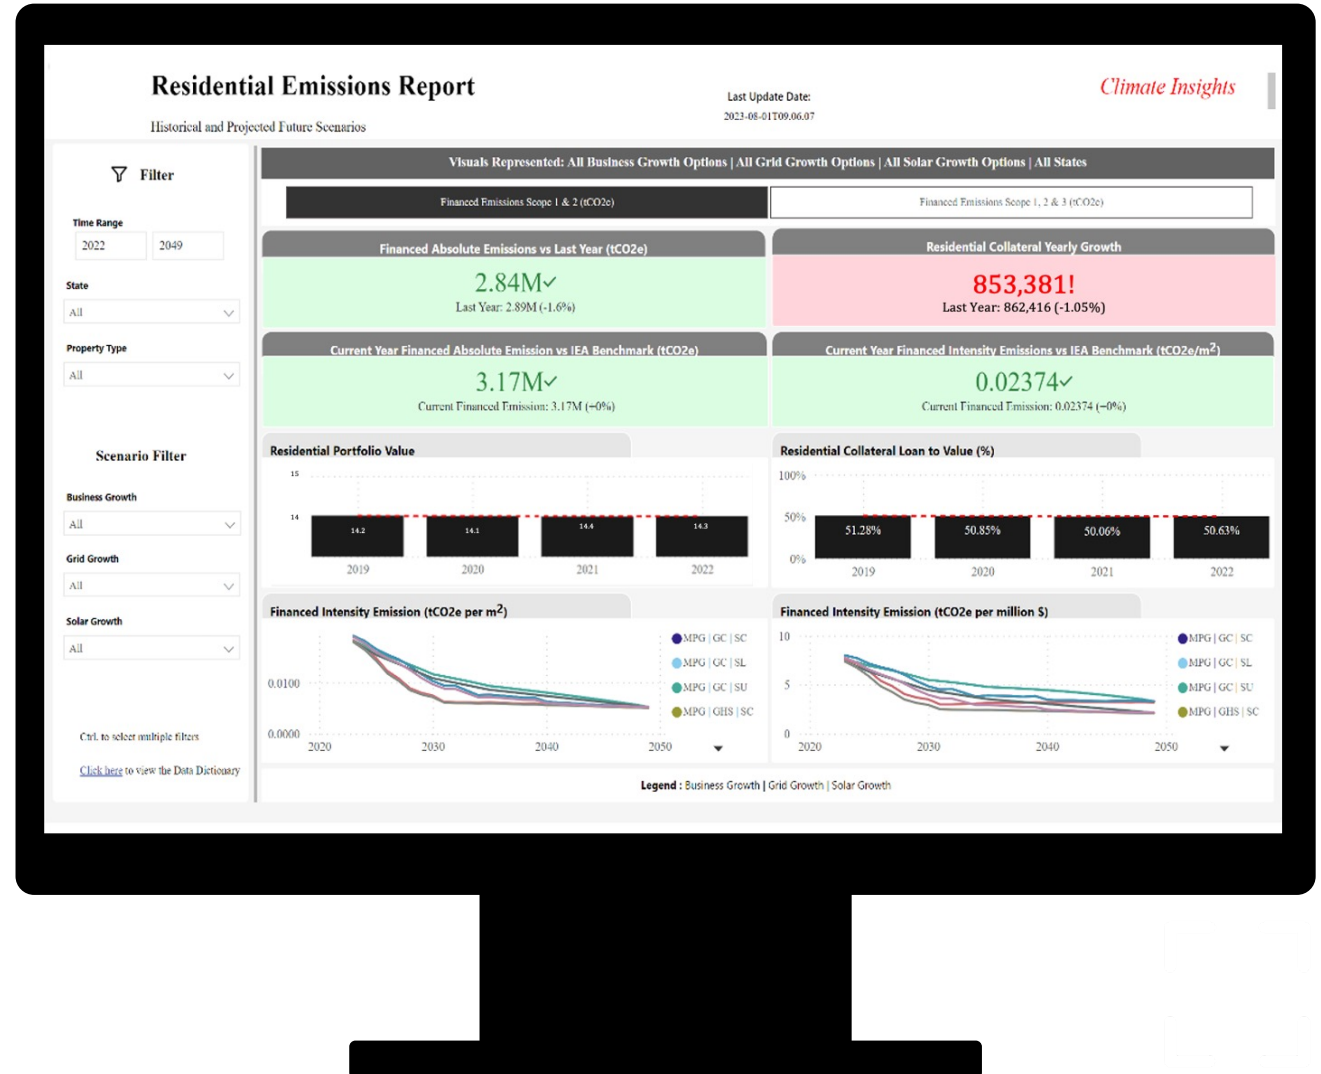 Residential Emissions Report
Historical and Projected Future Scenarios
Last Update Date:
2023-08-01T09.06.07
Climate Insights
Filter
Time Range
2022 2049
State
All
Property Type
All
Scenario Filter
Business Growth
All
Grid Growth
All
Solar Growth
All
Ctrl. to select multiple filters
Click here to view the Data Dictionary
Visuals Represented: All Business Growth Options | All Grid Growth Options | All Solar Growth Options | All States
Financed Emissions Scope 1 & 2 (tCO2e)
Financed Emissions Scope 1, 2 & 3 (tCO2e)
Financed Absolute Emissions vs Last Year (tCO2e)
2.84M✓
Last Year: 2.89M (-1.6%)
Residential Collateral Yearly Growth
853,381!
Last Year: 862,416 (-1.05%)
Current Year Financed Absolute Emission vs IEA Benchmark (tCO2e)
3.17M✓
Current Financed Emission: 3.17M (+0%)
Current Year Financed Intensity Emissions vs IEA Benchmark (tCO2e/m²)
0.02374✓
Current Financed Emission: 0.02374 (+0%)
Residential Portfolio Value
15
14
14.2 14.1 14.4 14.3
2019 2020 2021 2022
Residential Collateral Loan to Value (%)
100%
50%
0%
51.28% 50.85% 50.06% 50.63%
2019 2020 2021 2022
Financed Intensity Emission (tCO2e per m²)
0.0100
0.0000
2020 2030 2040 2050
MPG | GC | SC
MPG | GC | SL
MPG | GC | SU
MPG | GHS | SC
Financed Intensity Emission (tCO2e per million $)
10
5
0
2020 2030 2040 2050
MPG | GC | SC
MPG | GC | SL
MPG | GC | SU
MPG | GHS | SC
Legend : Business Growth | Grid Growth | Solar Growth